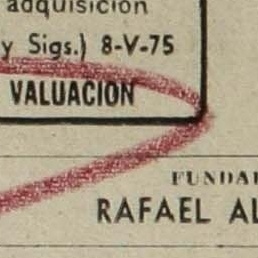 adquisición
y Sigs.) 8-V-75
VALUACION
FUNDA
RAFAEL AL